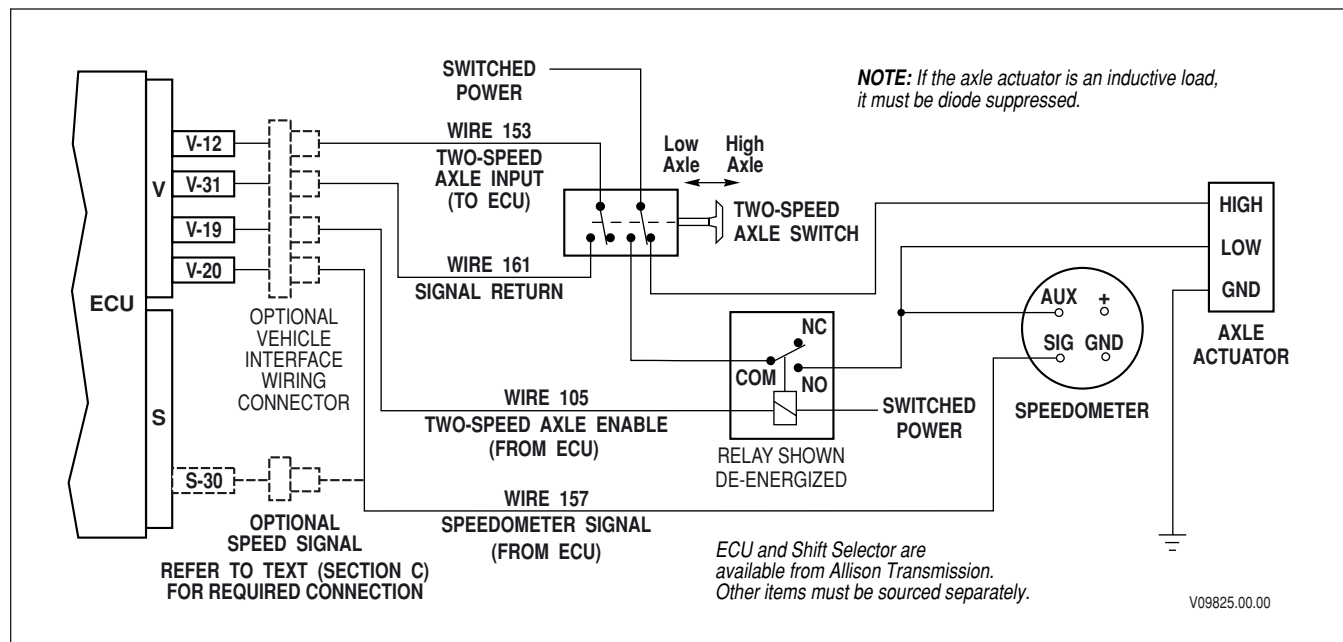 SWITCHED
POWER
NOTE: If the axle actuator is an inductive load,
it must be diode suppressed.
V-12
WIRE 153
TWO-SPEED
AXLE INPUT
(TO ECU)
Low
Axle
High
Axle
V
V-31
TWO-SPEED
AXLE SWITCH
HIGH
V-19
LOW
V-20
WIRE 161
SIGNAL RETURN
GND
ECU
OPTIONAL
VEHICLE
INTERFACE
WIRING
CONNECTOR
NC
COM
NO
AUX
+
SIG
GND
AXLE
ACTUATOR
SPEEDOMETER
S
WIRE 105
TWO-SPEED AXLE ENABLE
(FROM ECU)
SWITCHED
POWER
RELAY SHOWN
DE-ENERGIZED
S-30
WIRE 157
SPEEDOMETER SIGNAL
(FROM ECU)
OPTIONAL
SPEED SIGNAL
REFER TO TEXT (SECTION C)
FOR REQUIRED CONNECTION
ECU and Shift Selector are
available from Allison Transmission.
Other items must be sourced separately.
V09825.00.00